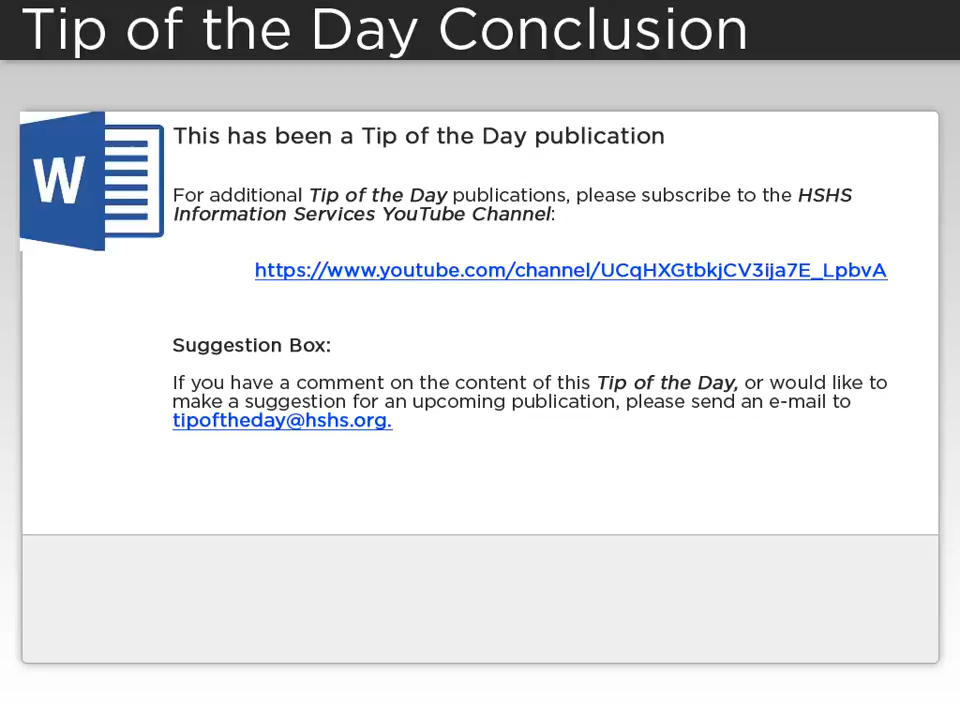 Tip of the Day Conclusion
W
This has been a Tip of the Day publication
For additional Tip of the Day publications, please subscribe to the HSHS
Information Services YouTube Channel:
https://www.youtube.com/channel/UCqHXGtbkjCV3ija7E_LpbvA
Suggestion Box:
If you have a comment on the content of this Tip of the Day, or would like to
make a suggestion for an upcoming publication, please send an e-mail to
tipoftheday@hshs.org.